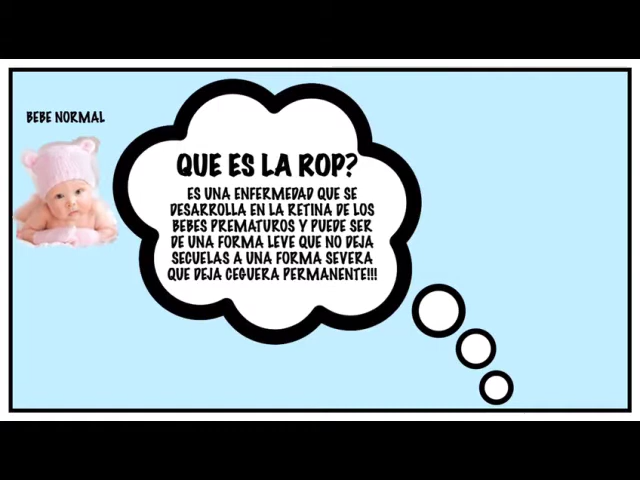 BEBE NORMAL
QUE ES LA ROP?
ES UNA ENFERMEDAD QUE SE
DESARROLLA EN LA RETINA DE LOS
BEBES PREMATUROS Y PUEDE SER
DE UNA FORMA LEVE QUE NO DEJA
SECUELAS A UNA FORMA SEVERA
QUE DEJA CEGUERA PERMANENTE!!!